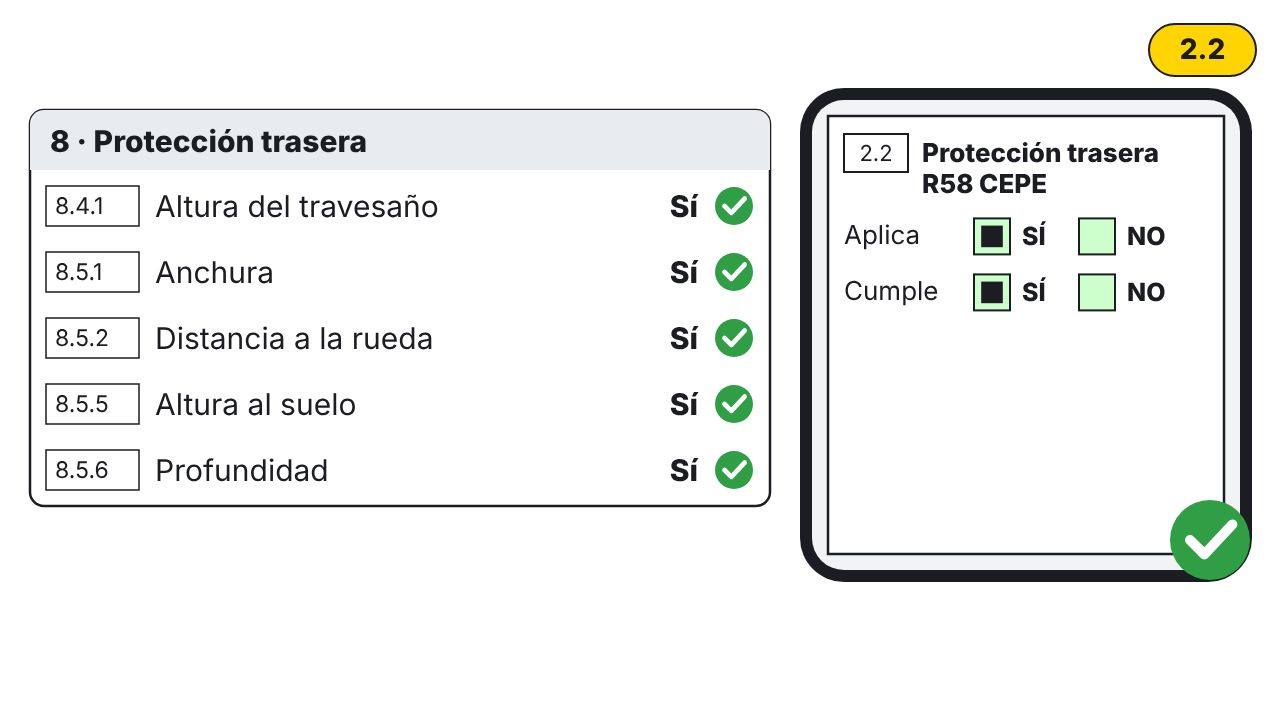 2.2
8 · Protección trasera
8.4.1 Altura del travesaño Sí
8.5.1 Anchura Sí
8.5.2 Distancia a la rueda Sí
8.5.5 Altura al suelo Sí
8.5.6 Profundidad Sí
2.2 Protección trasera
R58 CEPE
Aplica SÍ NO
Cumple SÍ NO